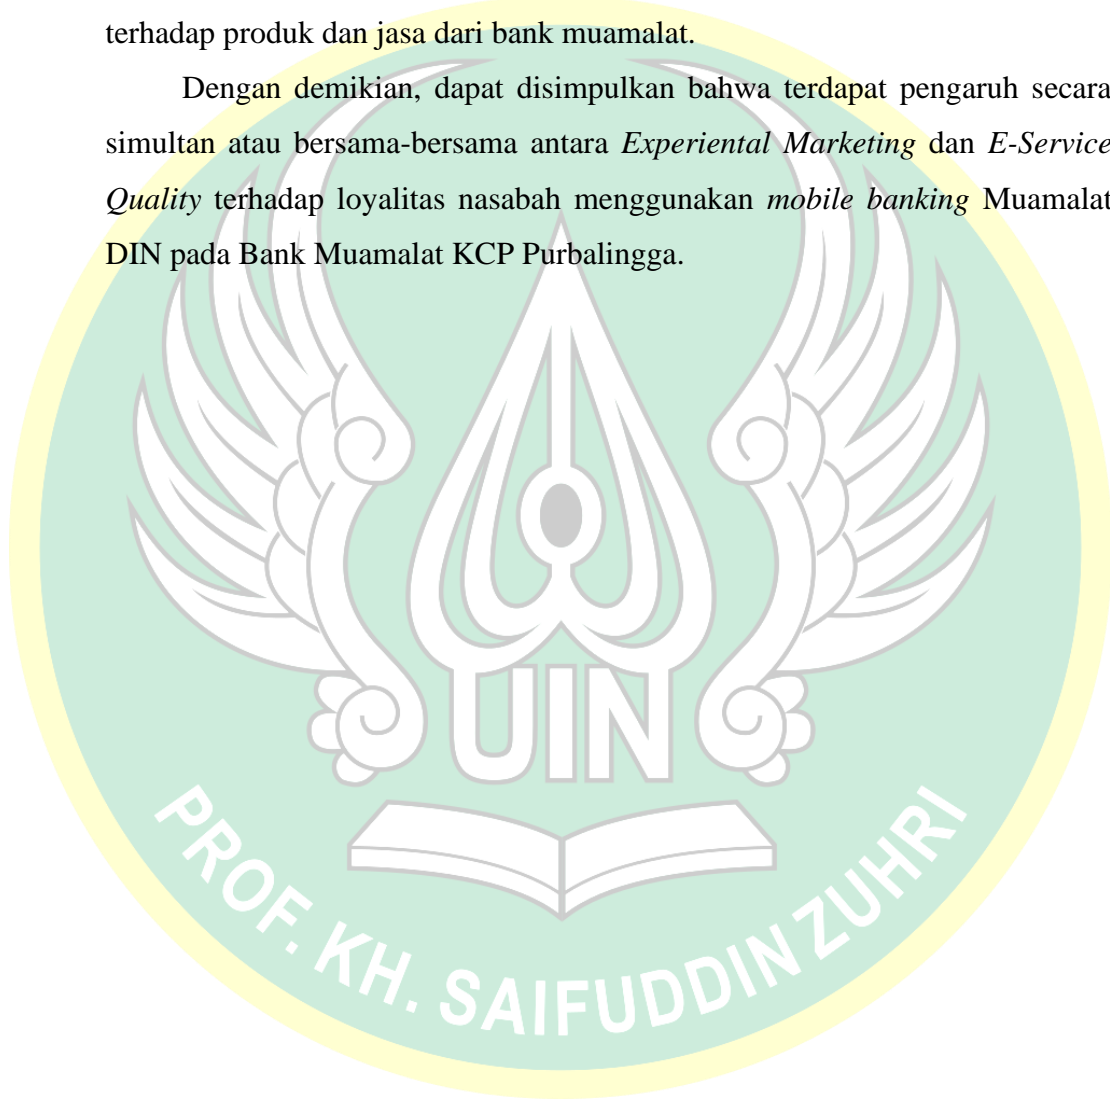 terhadap produk dan jasa dari bank muamalat.
Dengan demikian, dapat disimpulkan bahwa terdapat pengaruh secara
simultan atau bersama-bersama antara Experiental Marketing dan E-Service
Quality terhadap loyalitas nasabah menggunakan mobile banking Muamalat
DIN pada Bank Muamalat KCP Purbalingga.
UIN
PROF. KH. SAIFUDDIN ZUHRI